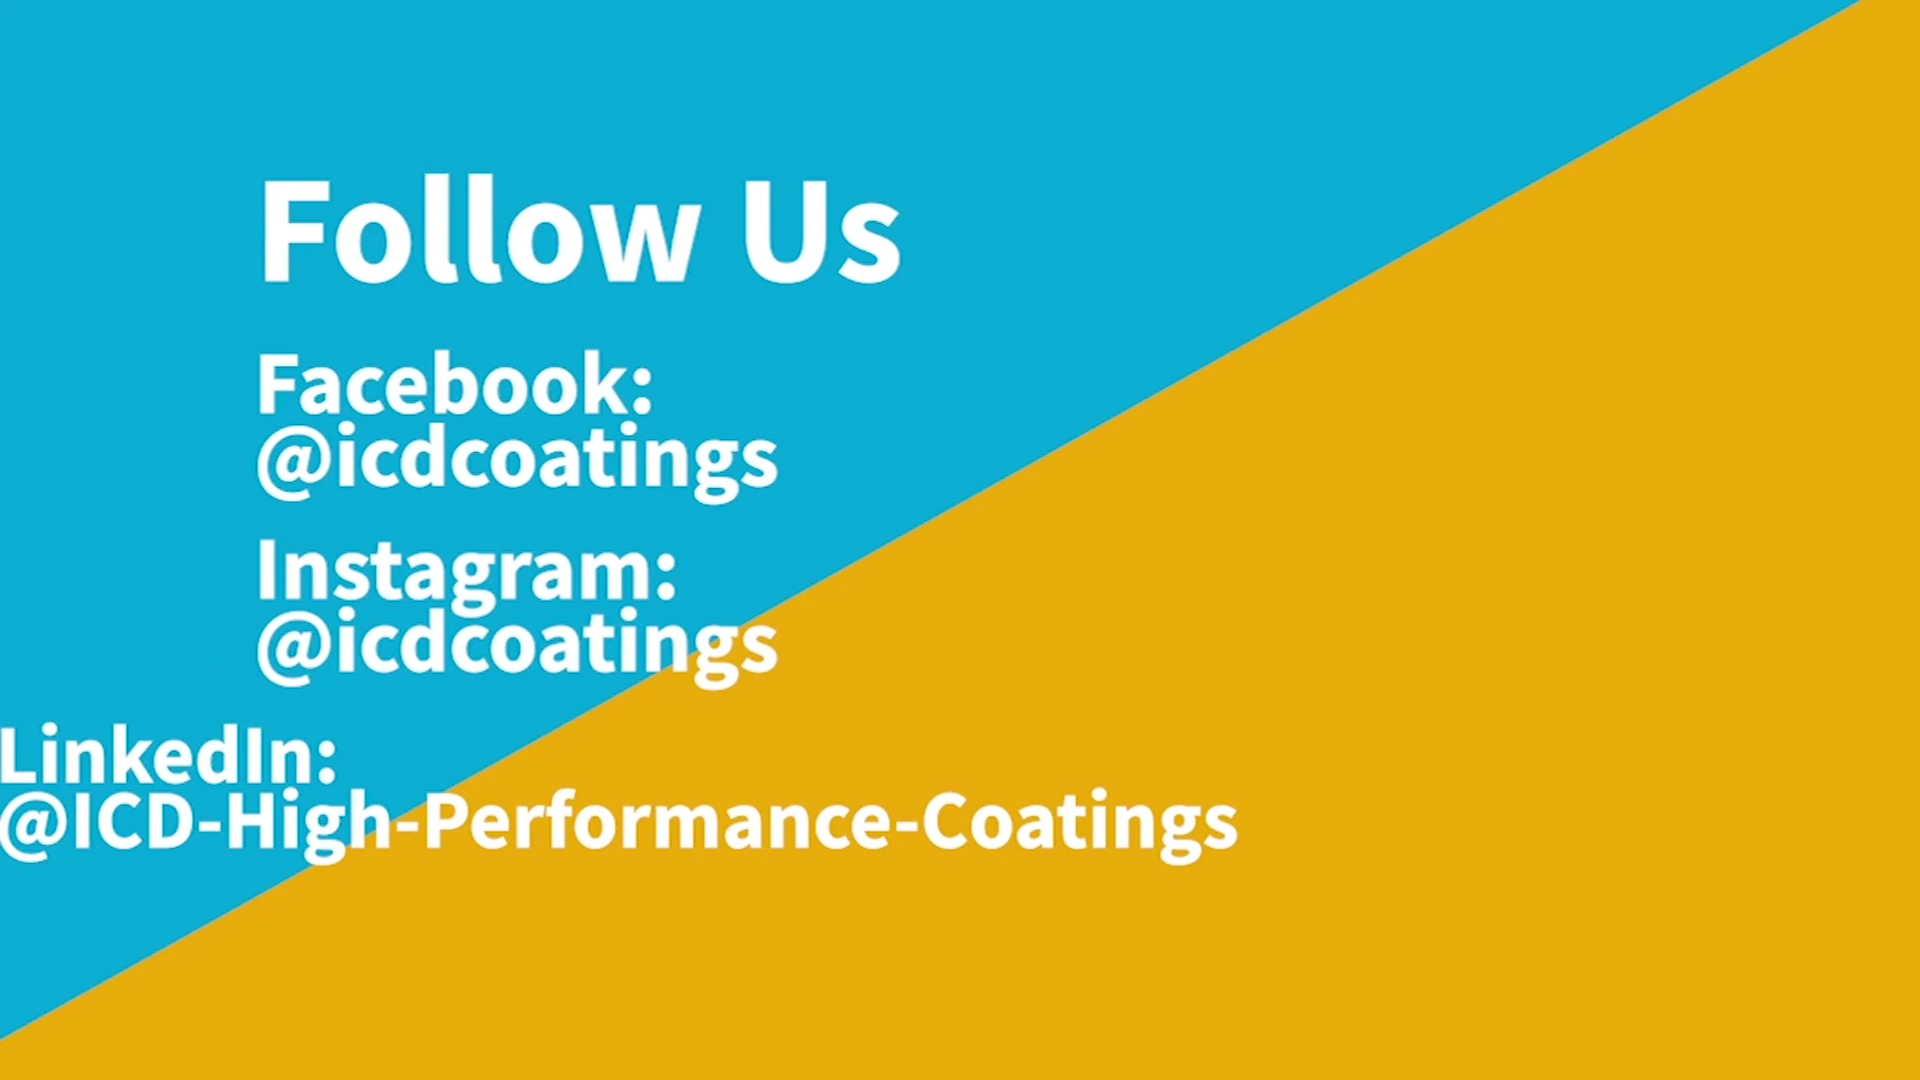 Follow Us
Facebook:
@icdcoatings
Instagram:
@icdcoatings
LinkedIn:
@ICD-High-Performance-Coatings